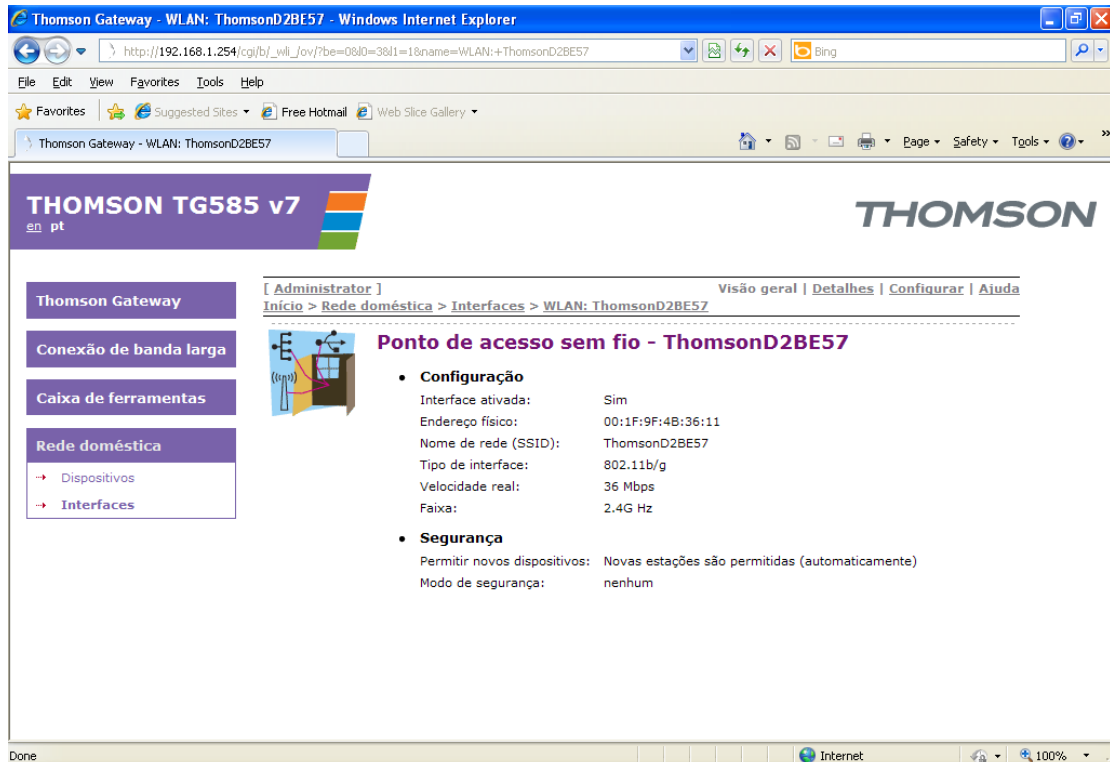 Thomson Gateway - WLAN: ThomsonD2BE57 - Windows Internet Explorer
http://192.168.1.254/cgi/b/_wli_/ov/?be=0&l0=3&l1=1&name=WLAN:+ThomsonD2BE57
Bing
File Edit View Favorites Tools Help
Favorites Suggested Sites Free Hotmail Web Slice Gallery
Thomson Gateway - WLAN: ThomsonD2BE57
Page Safety Tools »
THOMSON TG585 v7
en pt
THOMSON
[ Administrator ] Visão geral | Detalhes | Configurar | Ajuda
Início > Rede doméstica > Interfaces > WLAN: ThomsonD2BE57
Thomson Gateway
Conexão de banda larga
Caixa de ferramentas
Rede doméstica
Dispositivos
Interfaces
Ponto de acesso sem fio - ThomsonD2BE57
Configuração
Interface ativada: Sim
Endereço físico: 00:1F:9F:4B:36:11
Nome de rede (SSID): ThomsonD2BE57
Tipo de interface: 802.11b/g
Velocidade real: 36 Mbps
Faixa: 2.4G Hz
Segurança
Permitir novos dispositivos: Novas estações são permitidas (automaticamente)
Modo de segurança: nenhum
Done Internet 100%